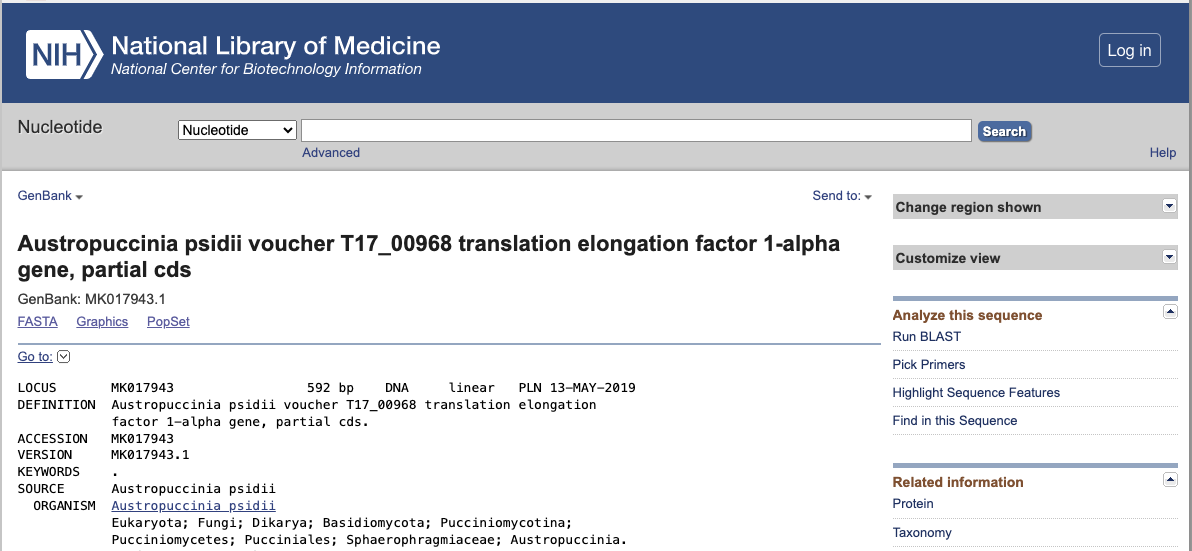 NIH National Library of Medicine
National Center for Biotechnology Information
Log in
Nucleotide
Nucleotide
Search
Advanced
Help
GenBank
Send to:
Austropuccinia psidii voucher T17_00968 translation elongation factor 1-alpha
gene, partial cds
GenBank: MK017943.1
FASTA Graphics PopSet
Go to:
LOCUS MK017943 592 bp DNA linear PLN 13-MAY-2019
DEFINITION Austropuccinia psidii voucher T17_00968 translation elongation
factor 1-alpha gene, partial cds.
ACCESSION MK017943
VERSION MK017943.1
KEYWORDS .
SOURCE Austropuccinia psidii
ORGANISM Austropuccinia psidii
Eukaryota; Fungi; Dikarya; Basidiomycota; Pucciniomycotina;
Pucciniomycetes; Pucciniales; Sphaerophragmiaceae; Austropuccinia.
Change region shown
Customize view
Analyze this sequence
Run BLAST
Pick Primers
Highlight Sequence Features
Find in this Sequence
Related information
Protein
Taxonomy